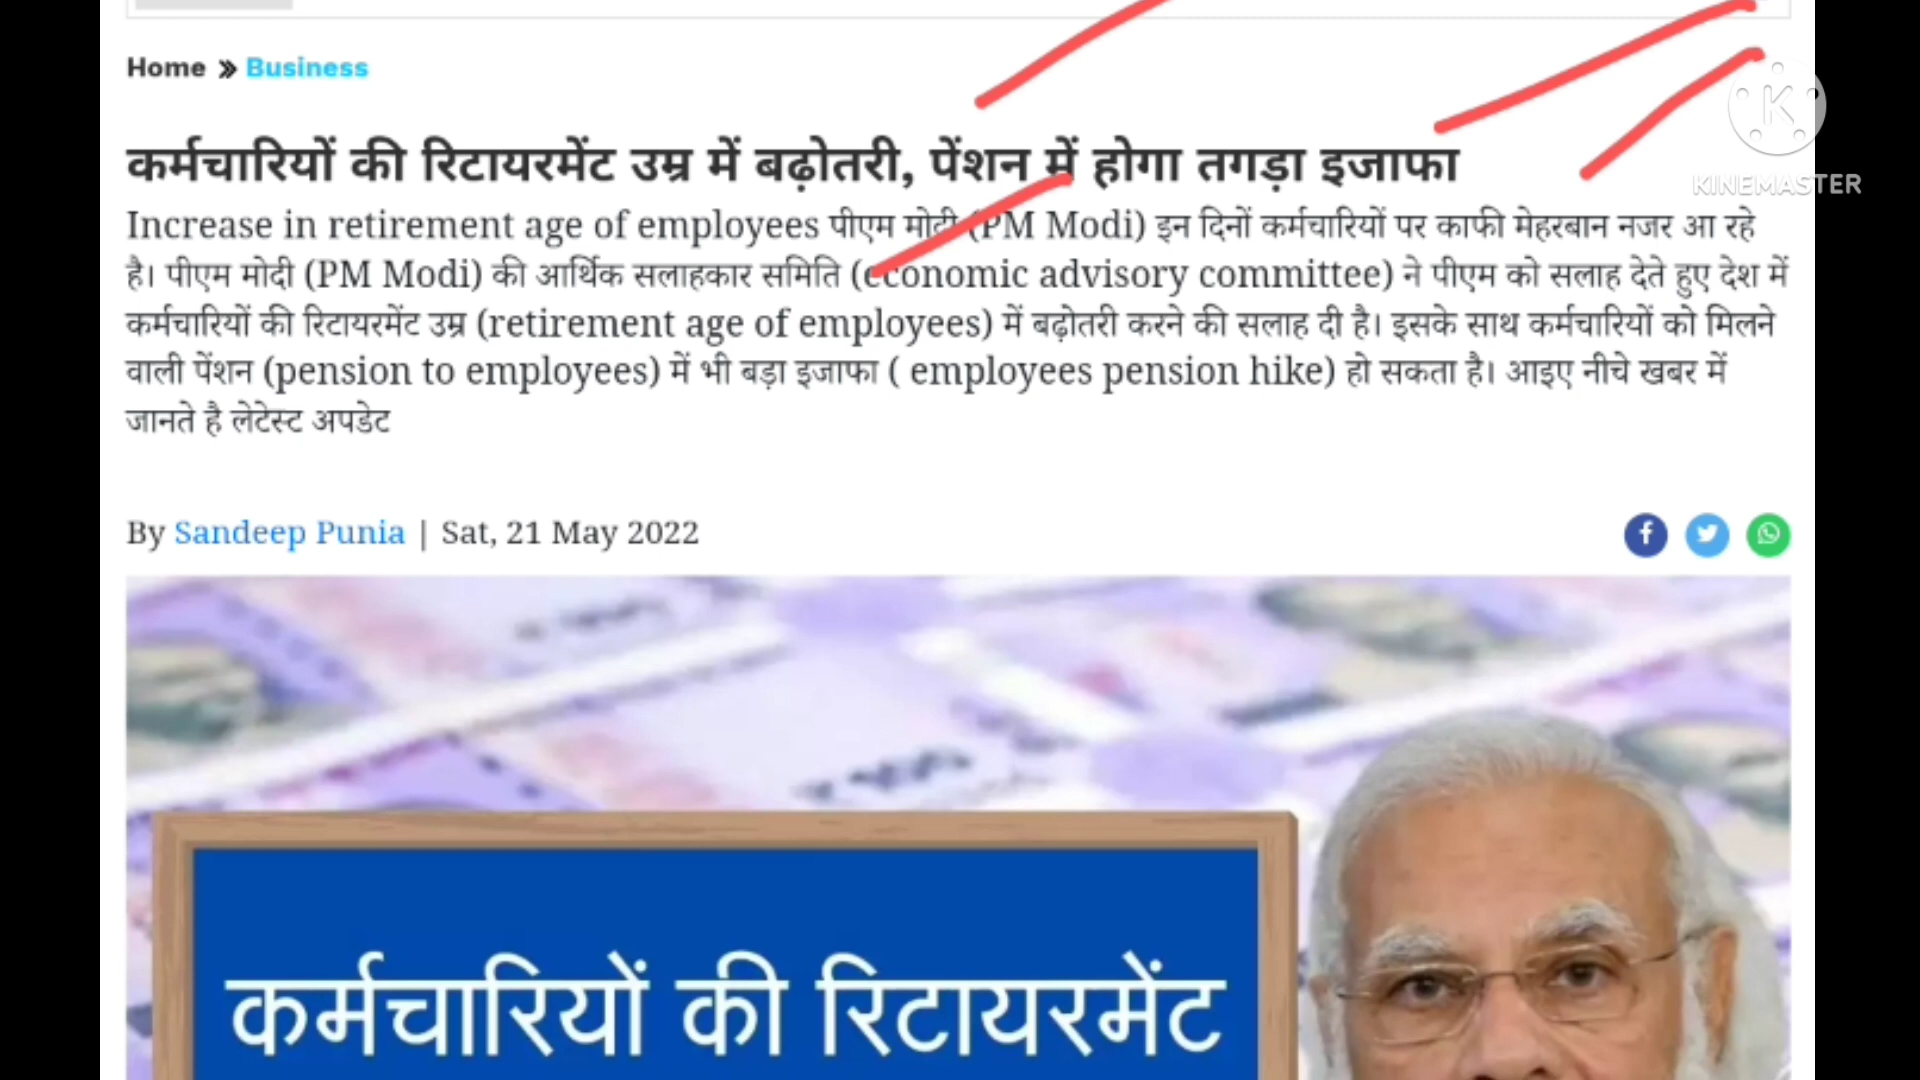 Home » Business
कर्मचारियों की रिटायरमेंट उम्र में बढ़ोतरी, पेंशन में होगा तगड़ा इजाफा
KINEMASTER
Increase in retirement age of employees पीएम मोदी (PM Modi) इन दिनों कर्मचारियों पर काफी मेहरबान नजर आ रहे
है। पीएम मोदी (PM Modi) की आर्थिक सलाहकार समिति (economic advisory committee) ने पीएम को सलाह देते हुए देश में
कर्मचारियों की रिटायरमेंट उम्र (retirement age of employees) में बढ़ोतरी करने की सलाह दी है। इसके साथ कर्मचारियों को मिलने
वाली पेंशन (pension to employees) में भी बड़ा इजाफा ( employees pension hike) हो सकता है। आइए नीचे खबर में
जानते है लेटेस्ट अपडेट
By Sandeep Punia | Sat, 21 May 2022
कर्मचारियों की रिटायरमेंट